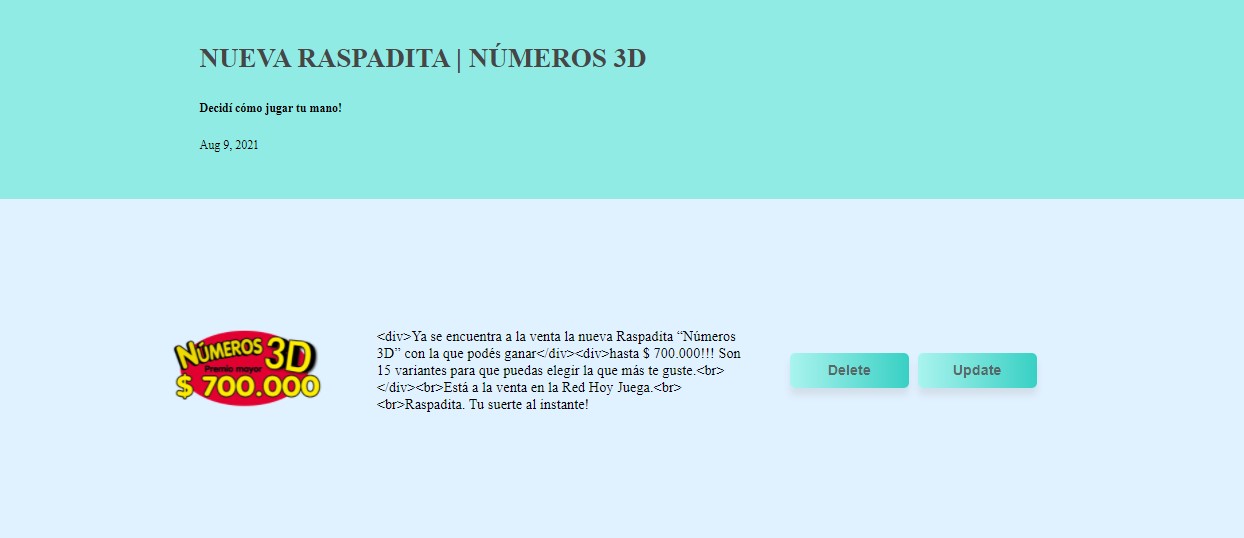 NUEVA RASPADITA | NÚMEROS 3D
Decidí cómo jugar tu mano!
Aug 9, 2021
NÚMEROS 3D
Premio mayor
$ 700.000
<div>Ya se encuentra a la venta la nueva Raspadita “Números
3D” con la que podés ganar</div><div>hasta $ 700.000!!! Son
15 variantes para que puedas elegir la que más te guste.<br>
</div><br>Está a la venta en la Red Hoy Juega.<br>
<br>Raspadita. Tu suerte al instante!
Delete
Update